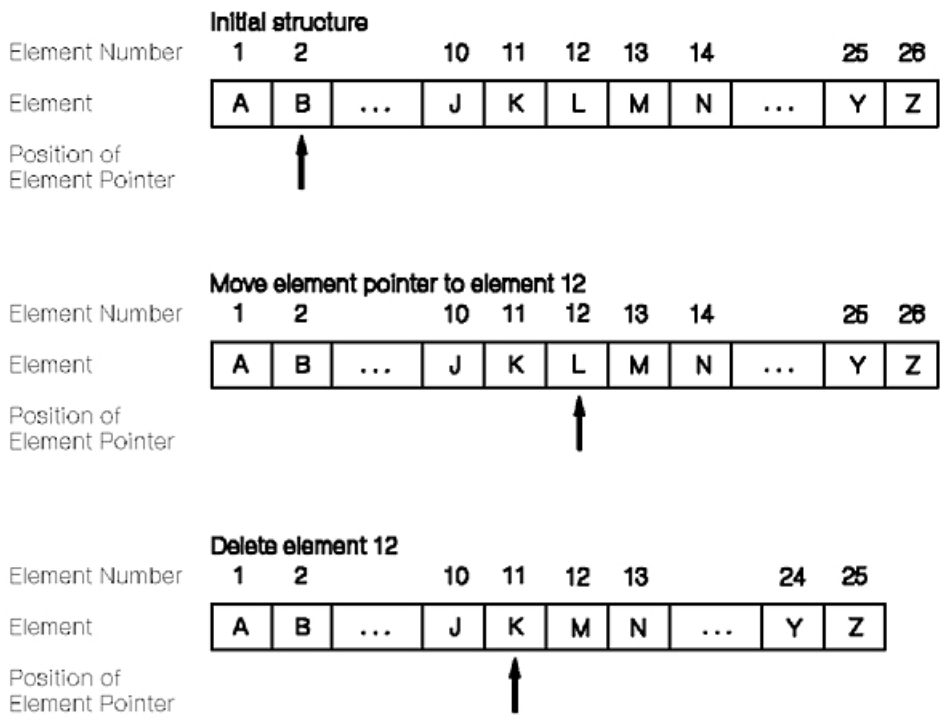 Initial structure
Element Number 1 2 10 11 12 13 14 25 26
Element A B ... J K L M N ... Y Z
Position of
Element Pointer
Move element pointer to element 12
Element Number 1 2 10 11 12 13 14 25 26
Element A B ... J K L M N ... Y Z
Position of
Element Pointer
Delete element 12
Element Number 1 2 10 11 12 13 24 25
Element A B ... J K M N ... Y Z
Position of
Element Pointer